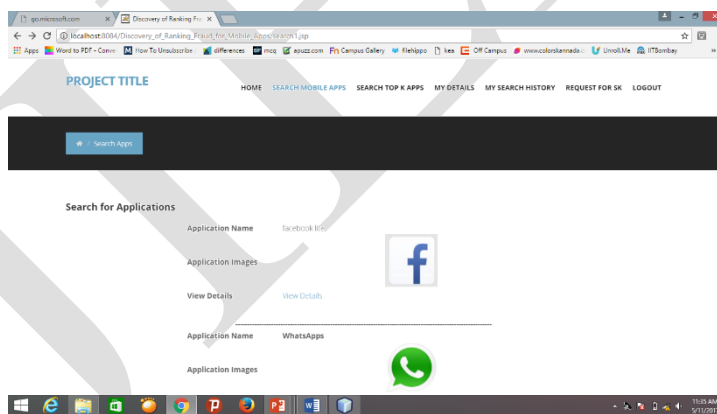 go.microsoft.com
Discovery of Ranking Fra
localhost:8084/Discovery_of_Ranking_Fraud_for_Mobile_Apps/search1.jsp
Apps Word to PDF - Conve How To Unsubscribe differences mcq apuzz.com Campus Gallery filehippo kea Off Campus www.colorskannada.c Unroll.Me IITBombay
PROJECT TITLE
HOME SEARCH MOBILE APPS SEARCH TOP K APPS MY DETAILS MY SEARCH HISTORY REQUEST FOR SK LOGOUT
/ Search Apps
Search for Applications
Application Name facebook lite
Application Images
View Details View Details
Application Name WhatsApps
Application Images
11:35 AM